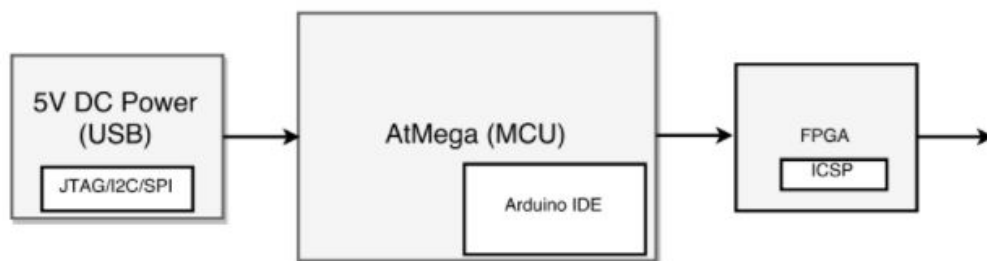 5V DC Power
(USB)
JTAG/I2C/SPI
AtMega (MCU)
Arduino IDE
FPGA
ICSP